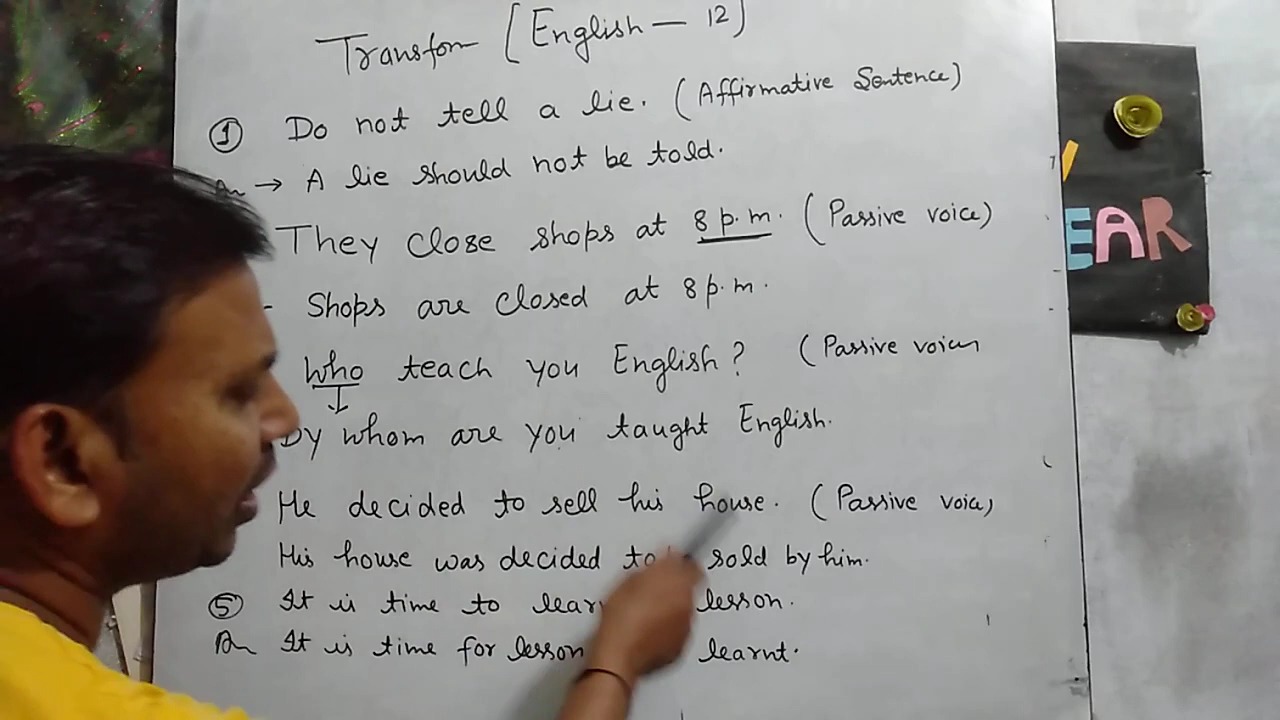 Transfom [English — 12]
① Do not tell a lie. (Affirmative Sentence)
An → A lie should not be told.
They close shops at 8 p.m. (Passive voice)
- Shops are closed at 8 p.m.
Who teach you English? (Passive voice
By whom are you taught English.
He decided to sell his house. (Passive voice)
His house was decided to sold by him.
⑤ It is time to lear lesson.
An It is time for lesson learnt.
EAR